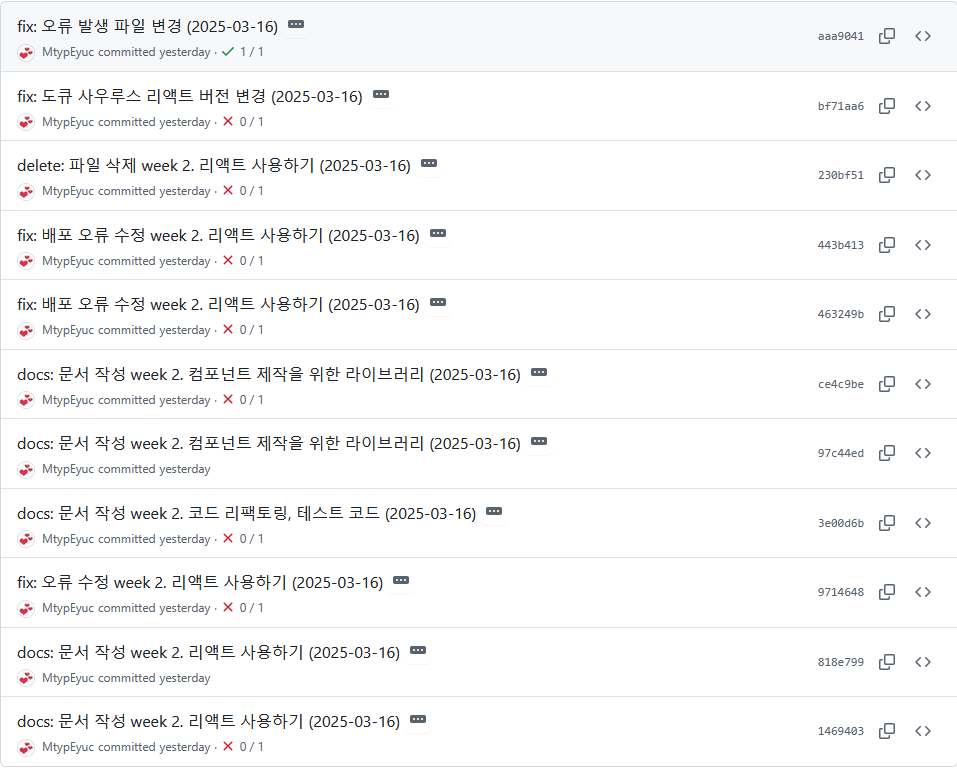 fix: 오류 발생 파일 변경 (2025-03-16)
MtypEyuc committed yesterday · 1 / 1
aaa9041
fix: 도큐 사우루스 리액트 버전 변경 (2025-03-16)
MtypEyuc committed yesterday · 0 / 1
bf71aa6
delete: 파일 삭제 week 2. 리액트 사용하기 (2025-03-16)
MtypEyuc committed yesterday · 0 / 1
230bf51
fix: 배포 오류 수정 week 2. 리액트 사용하기 (2025-03-16)
MtypEyuc committed yesterday · 0 / 1
443b413
fix: 배포 오류 수정 week 2. 리액트 사용하기 (2025-03-16)
MtypEyuc committed yesterday · 0 / 1
463249b
docs: 문서 작성 week 2. 컴포넌트 제작을 위한 라이브러리 (2025-03-16)
MtypEyuc committed yesterday · 0 / 1
ce4c9be
docs: 문서 작성 week 2. 컴포넌트 제작을 위한 라이브러리 (2025-03-16)
MtypEyuc committed yesterday
97c44ed
docs: 문서 작성 week 2. 코드 리팩토링, 테스트 코드 (2025-03-16)
MtypEyuc committed yesterday · 0 / 1
3e00d6b
fix: 오류 수정 week 2. 리액트 사용하기 (2025-03-16)
MtypEyuc committed yesterday · 0 / 1
9714648
docs: 문서 작성 week 2. 리액트 사용하기 (2025-03-16)
MtypEyuc committed yesterday
818e799
docs: 문서 작성 week 2. 리액트 사용하기 (2025-03-16)
MtypEyuc committed yesterday · 0 / 1
1469403